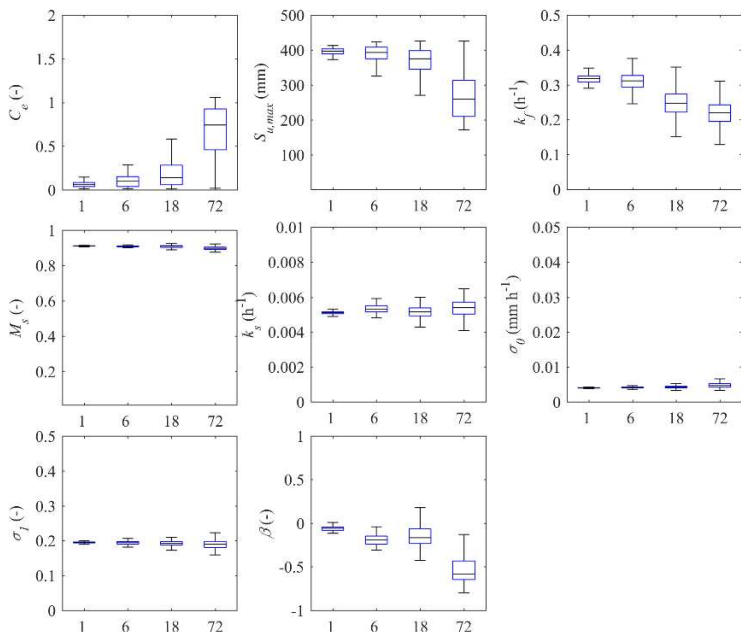 2
1.5
1
0.5
0
C_e (-)
1 6 18 72
500
400
300
200
100
S_{u,max} (mm)
1 6 18 72
0.5
0.4
0.3
0.2
0.1
0
k_f (h^{-1})
1 6 18 72
1
0.8
0.6
0.4
0.2
M_s (-)
1 6 18 72
0.01
0.008
0.006
0.004
0.002
0
k_s (h^{-1})
1 6 18 72
0.05
0.04
0.03
0.02
0.01
0
σ_0 (mm h^{-1})
1 6 18 72
0.5
0.4
0.3
0.2
0.1
0
σ_1 (-)
1 6 18 72
1
0.5
0
-0.5
-1
β (-)
1 6 18 72